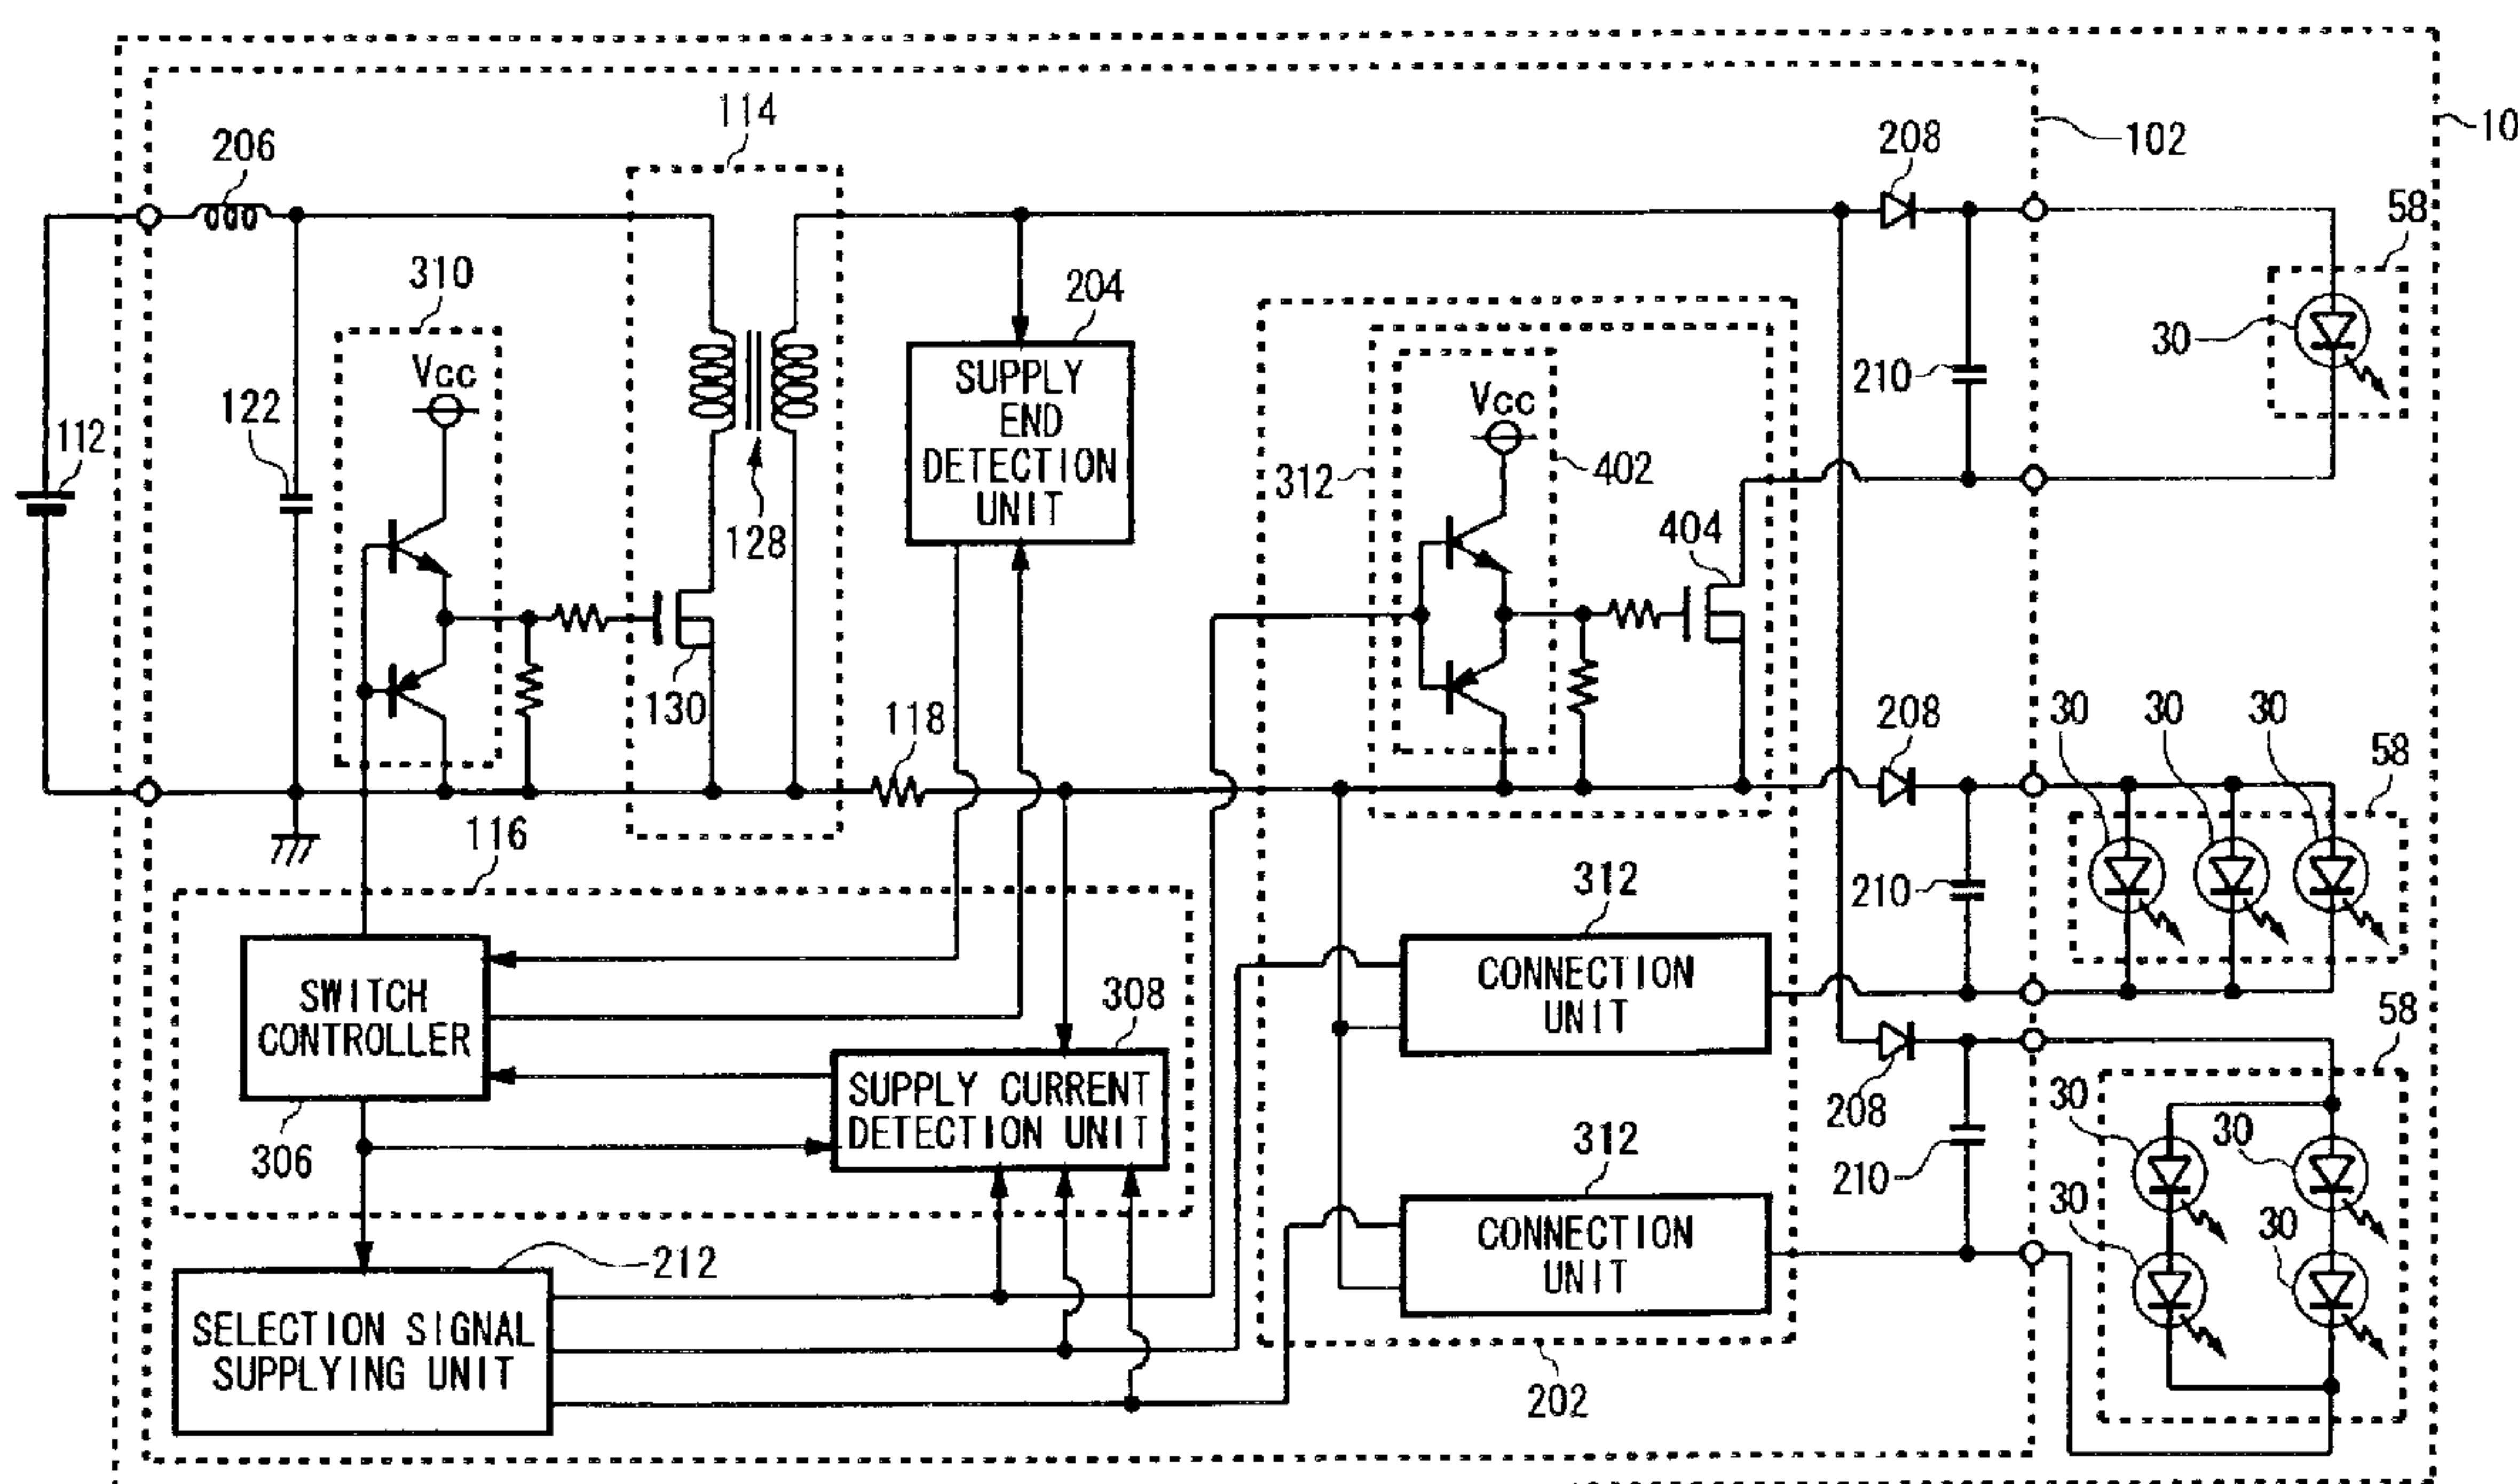 114
206
208
102
10
58
310
204
Vcc
SUPPLY
END
DETECTION
UNIT
30
122
210
Vcc
112
312
402
128
404
130
118
208
30
30
30
58
116
312
210
SWITCH
CONTROLLER
308
CONNECTION
UNIT
58
SUPPLY CURRENT
DETECTION UNIT
208
30
30
306
312
210
30
30
212
CONNECTION
UNIT
SELECTION SIGNAL
SUPPLYING UNIT
202